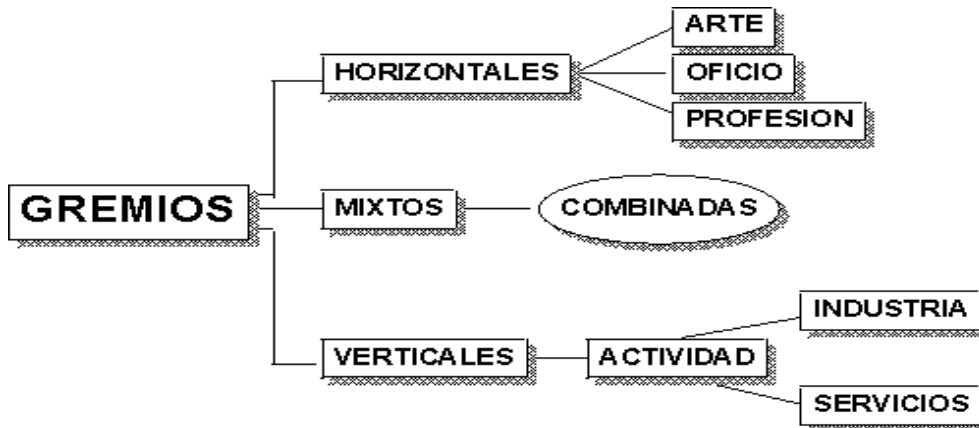 GREMIOS
HORIZONTALES
ARTE
OFICIO
PROFESION
MIXTOS
COMBINADAS
VERTICALES
ACTIVIDAD
INDUSTRIA
SERVICIOS